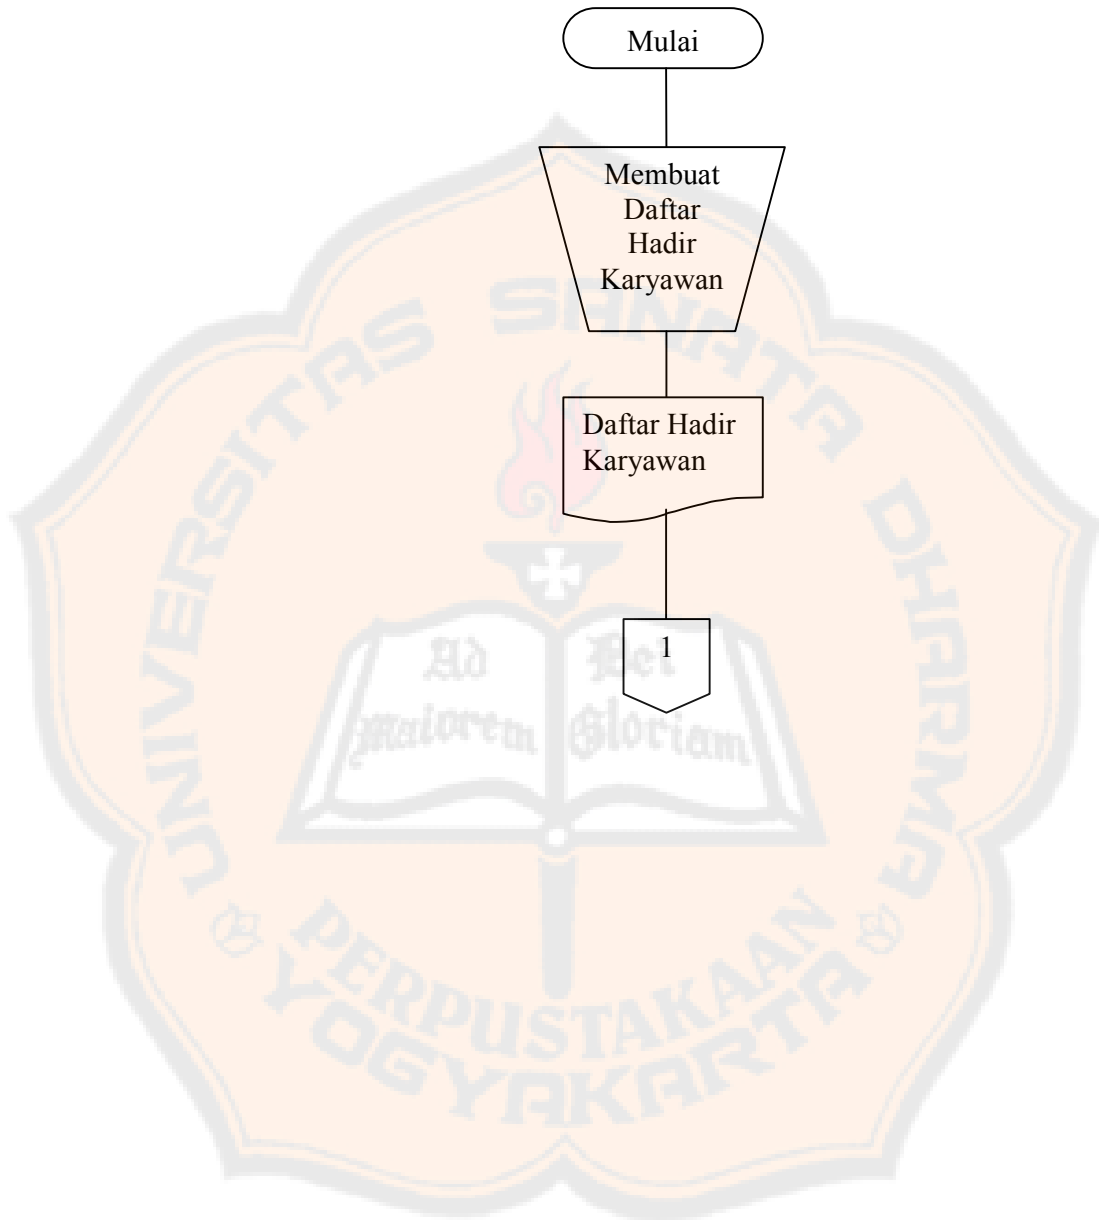 Mulai
Membuat
Daftar
Hadir
Karyawan
Daftar Hadir
Karyawan
1
UNIVERSITAS SANATA DHARMA
Ad Dei
maiorem Gloriam
PERPUSTAKAAN
YOGYAKARTA